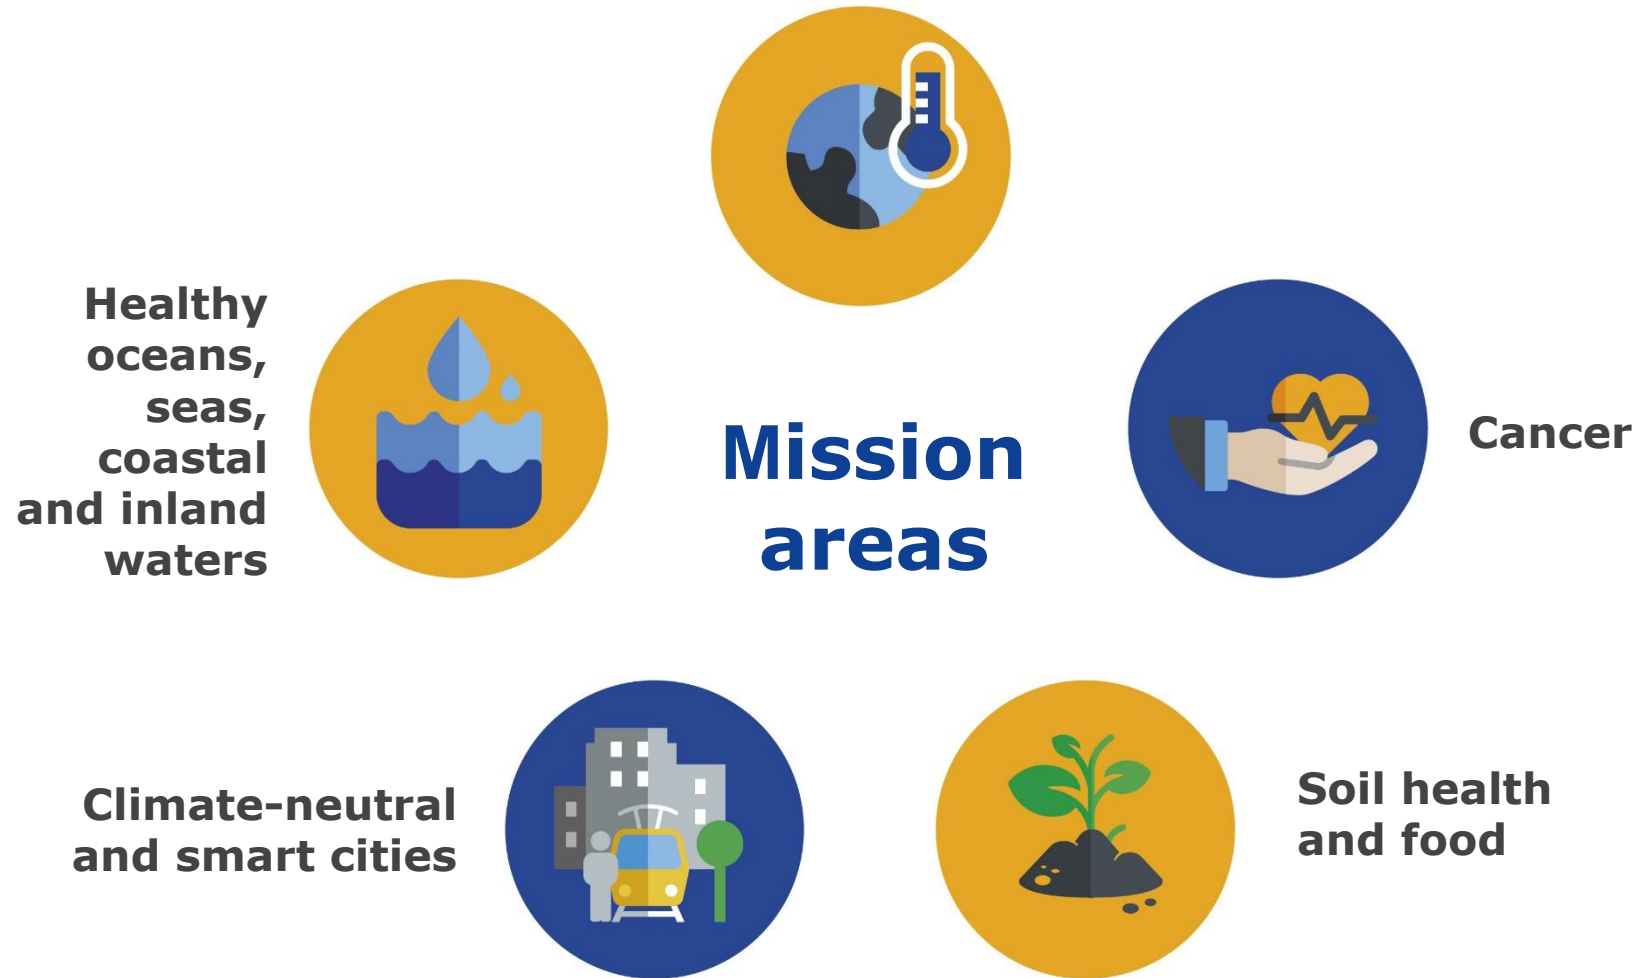 Healthy
oceans,
seas,
coastal
and inland
waters
Mission
areas
Cancer
Climate-neutral
and smart cities
Soil health
and food